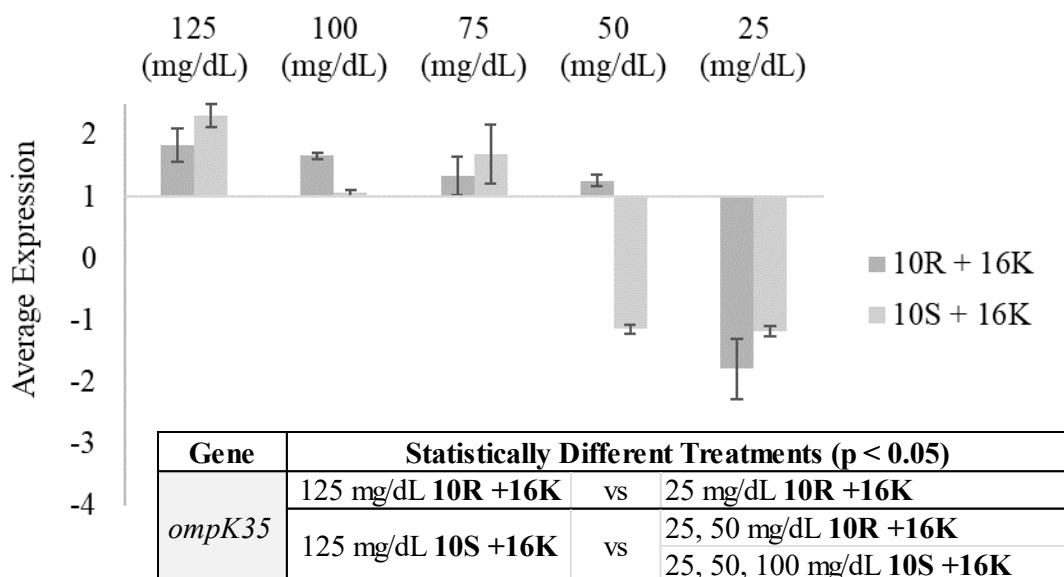 125 100 75 50 25
(mg/dL) (mg/dL) (mg/dL) (mg/dL) (mg/dL)
Average Expression
2
1
0
-1
-2
-3
-4
10R + 16K
10S + 16K
Gene Statistically Different Treatments (p < 0.05)
ompK35
125 mg/dL 10R +16K vs 25 mg/dL 10R +16K
125 mg/dL 10S +16K vs 25, 50 mg/dL 10R +16K
25, 50, 100 mg/dL 10S +16K